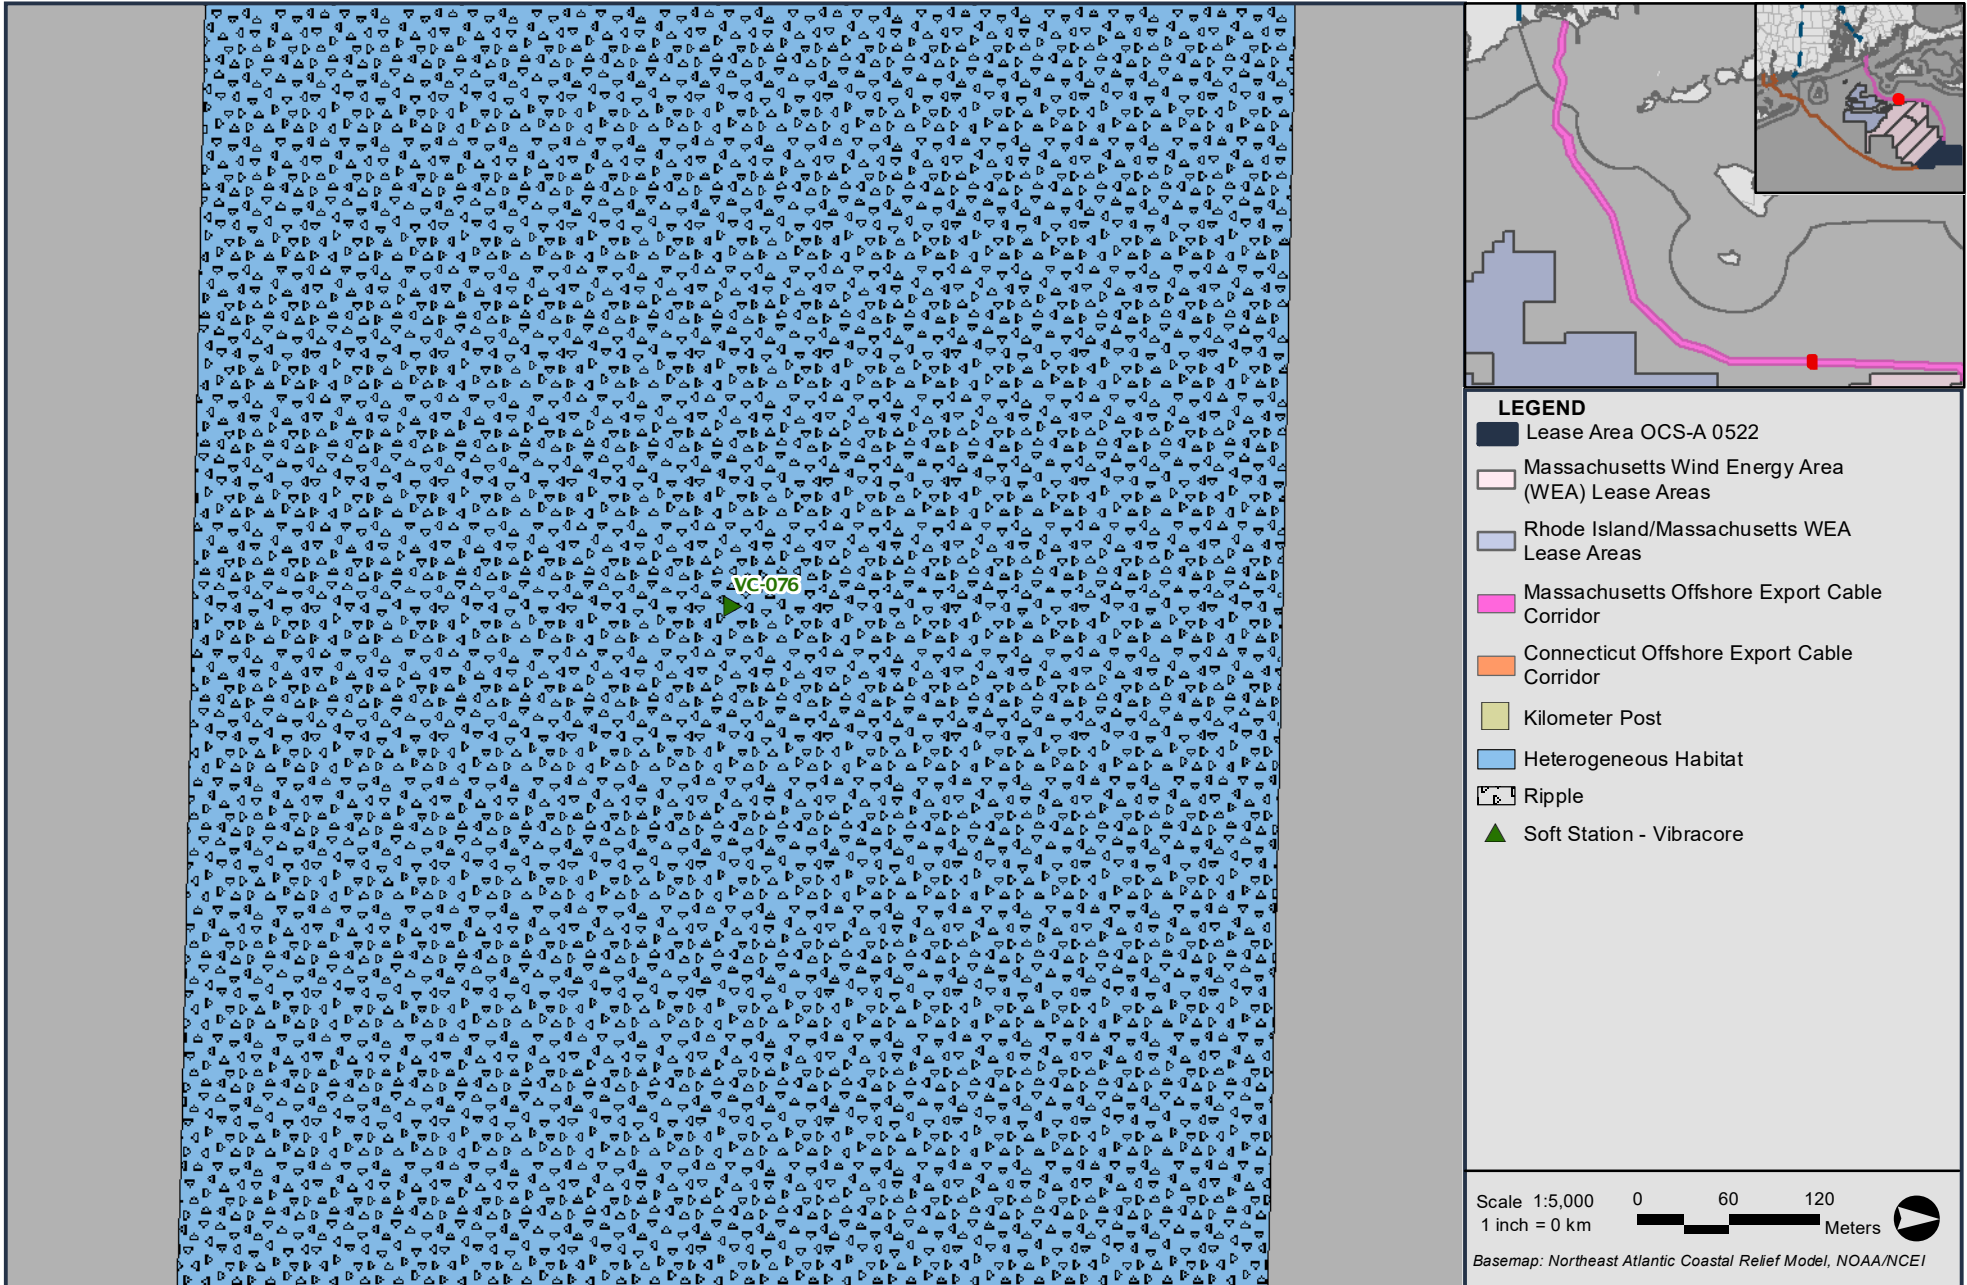 VC-076
LEGEND
Lease Area OCS-A 0522
Massachusetts Wind Energy Area
(WEA) Lease Areas
Rhode Island/Massachusetts WEA
Lease Areas
Massachusetts Offshore Export Cable
Corridor
Connecticut Offshore Export Cable
Corridor
Kilometer Post
Heterogeneous Habitat
Ripple
Soft Station - Vibracore
Scale 1:5,000
1 inch = 0 km
0 60 120
Meters
Basemap: Northeast Atlantic Coastal Relief Model, NOAA/NCEI